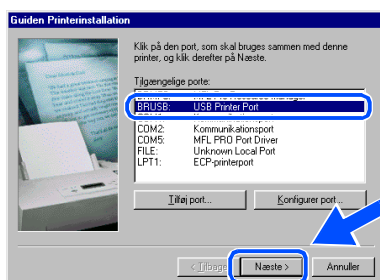 Guiden Printerinstallation
Klik på den port, som skal bruges sammen med denne
printer, og klik derefter på Næste.
Tilgængelige porte:
BRUSB: USB Printer Port
COM2: Kommunikationsport
COM5: MFL PRO Port Driver
FILE: Unknown Local Port
LPT1: ECP-printerport
Tilføj port... Konfigurer port...
< Tilbage Næste > Annuller